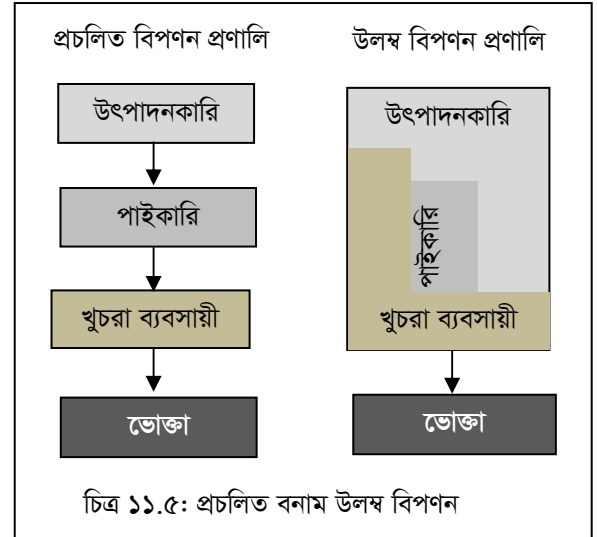 প্রচলিত বিপণন প্রণালি
উৎপাদনকারি
পাইকারি
খুচরা ব্যবসায়ী
ভোক্তা
উলম্ব বিপণন প্রণালি
উৎপাদনকারি
পাইকারি
খুচরা ব্যবসায়ী
ভোক্তা
চিত্র ১১.৫: প্রচলিত বনাম উলম্ব বিপণন